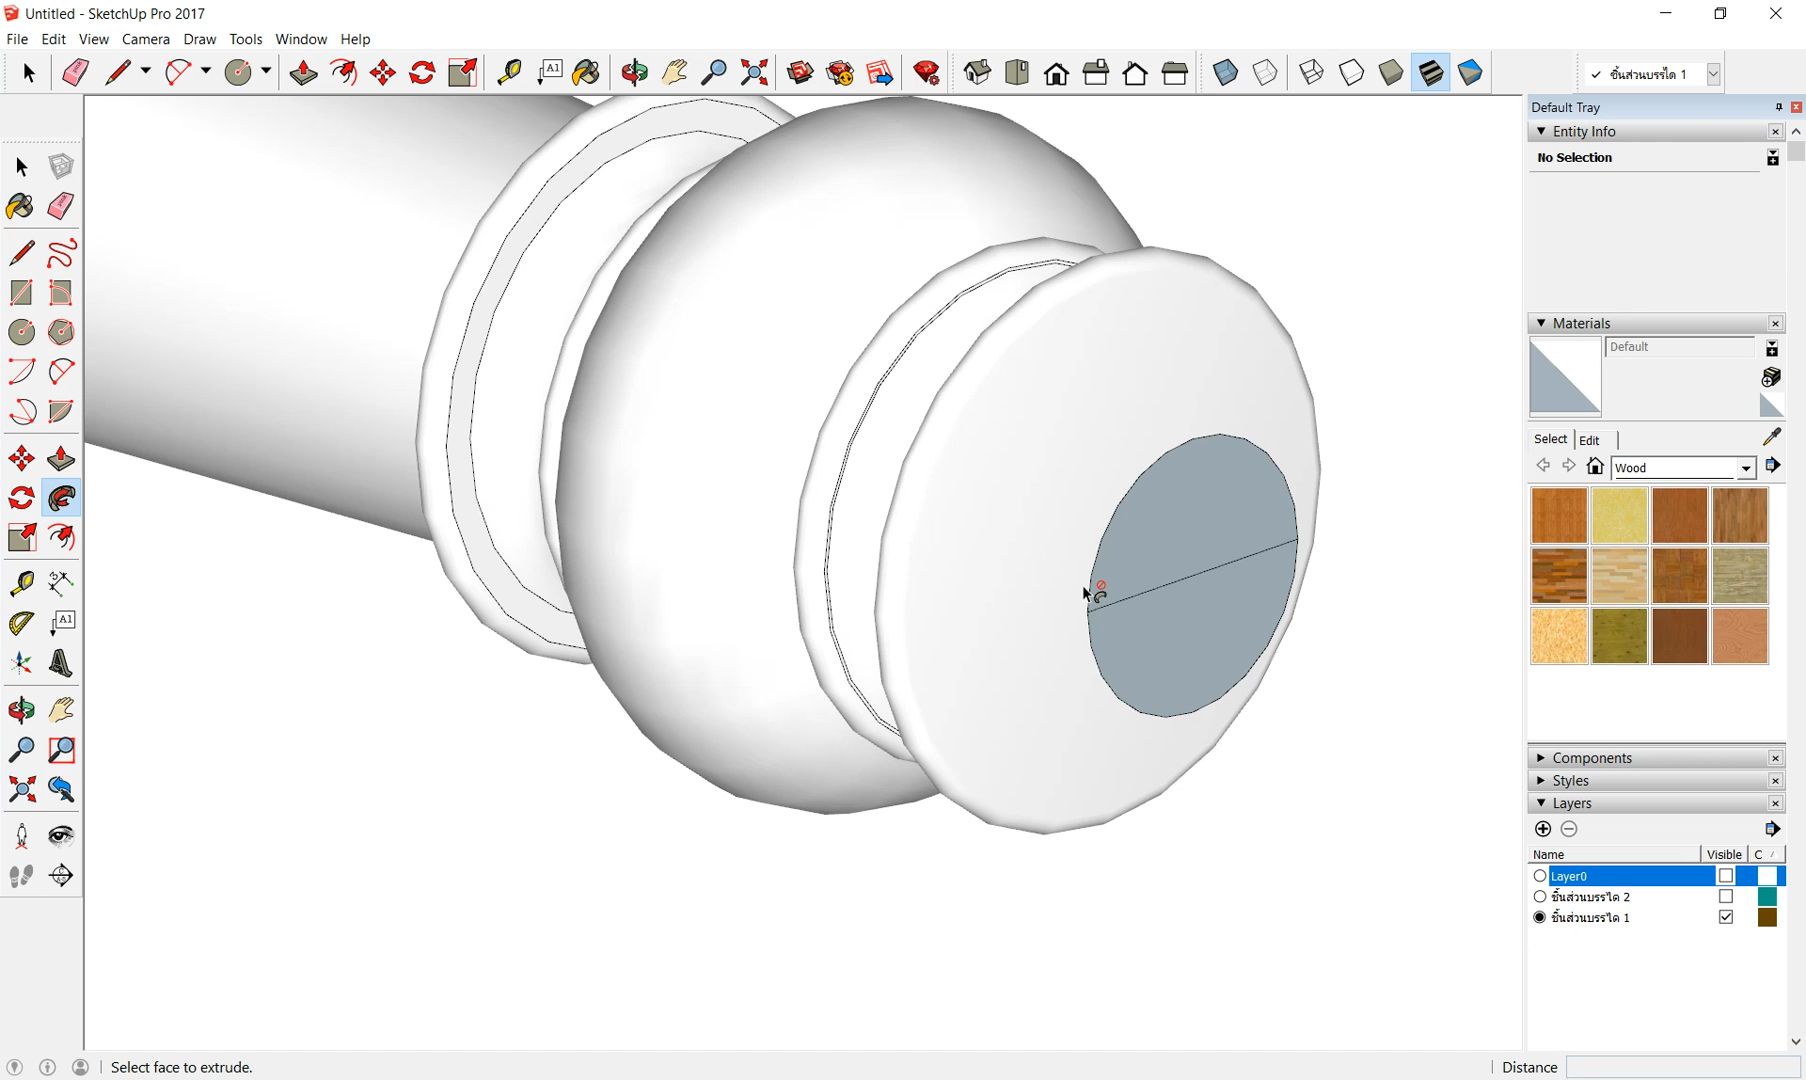 Untitled - SketchUp Pro 2017
File Edit View Camera Draw Tools Window Help
A1
✓ ชิ้นส่วนบรรได 1
Default Tray
Entity Info
No Selection
Materials
Default
Select Edit
Wood
A1
Components
Styles
Layers
Name Visible C
Layer0
ชิ้นส่วนบรรได 2
ชิ้นส่วนบรรได 1
Select face to extrude.
Distance